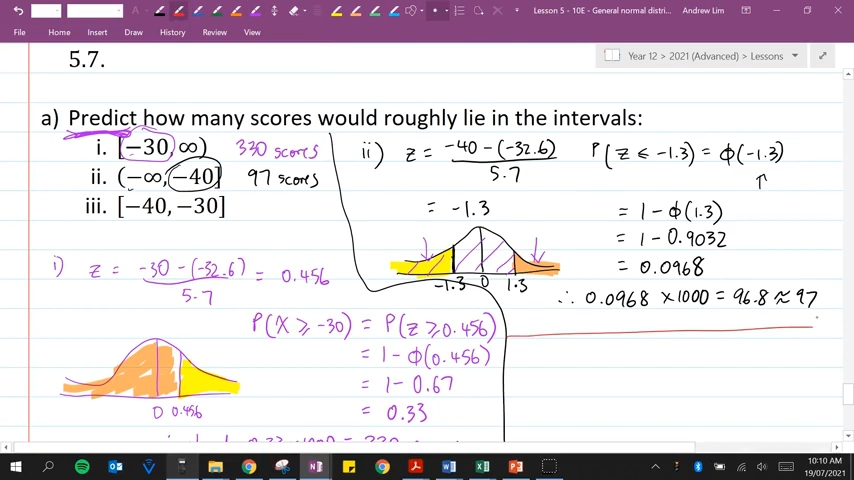 Lesson 5 - 10E - General normal distri...
Andrew Lim
File Home Insert Draw History Review View
Year 12 > 2021 (Advanced) > Lessons
5.7.
a) Predict how many scores would roughly lie in the intervals:
i. [−30, ∞) 330 scores
ii. (−∞, −40] 97 scores
iii. [−40, −30]
i) z = -30 - (-32.6) / 5.7 = 0.456
P(X ≥ -30) = P(z ≥ 0.456)
= 1 - φ(0.456)
= 1 - 0.67
= 0.33
0 0.456
ii) z = -40 - (-32.6) / 5.7
= -1.3
-1.3 0 1.3
P(z ≤ -1.3) = φ(-1.3)
= 1 - φ(1.3)
= 1 - 0.9032
= 0.0968
∴ 0.0968 × 1000 = 96.8 ≈ 97
10:10 AM
19/07/2021